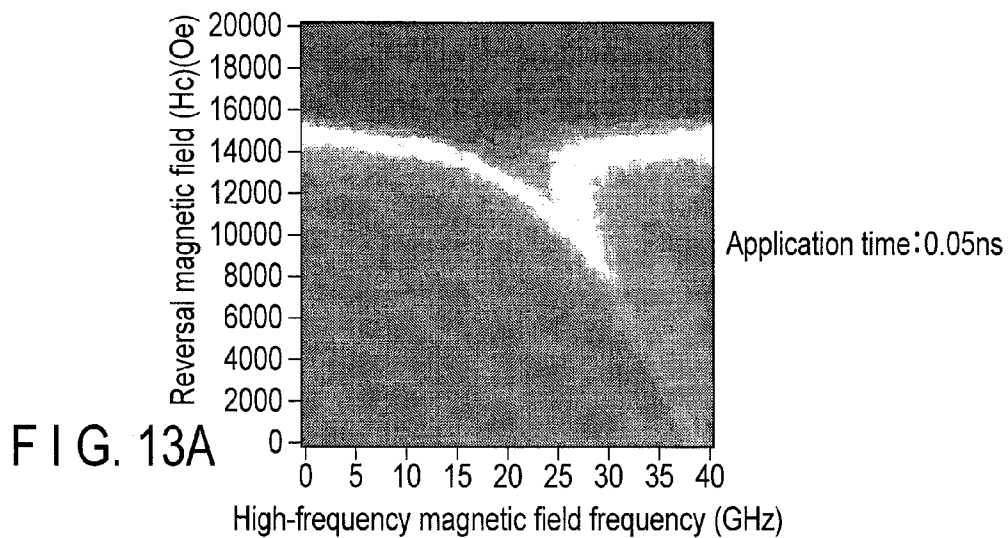 Reversal magnetic field (Hc)(Oe)
20000
18000
16000
14000
12000
10000
8000
6000
4000
2000
0
Application time:0.05ns
FIG. 13A
0 5 10 15 20 25 30 35 40
High-frequency magnetic field frequency (GHz)